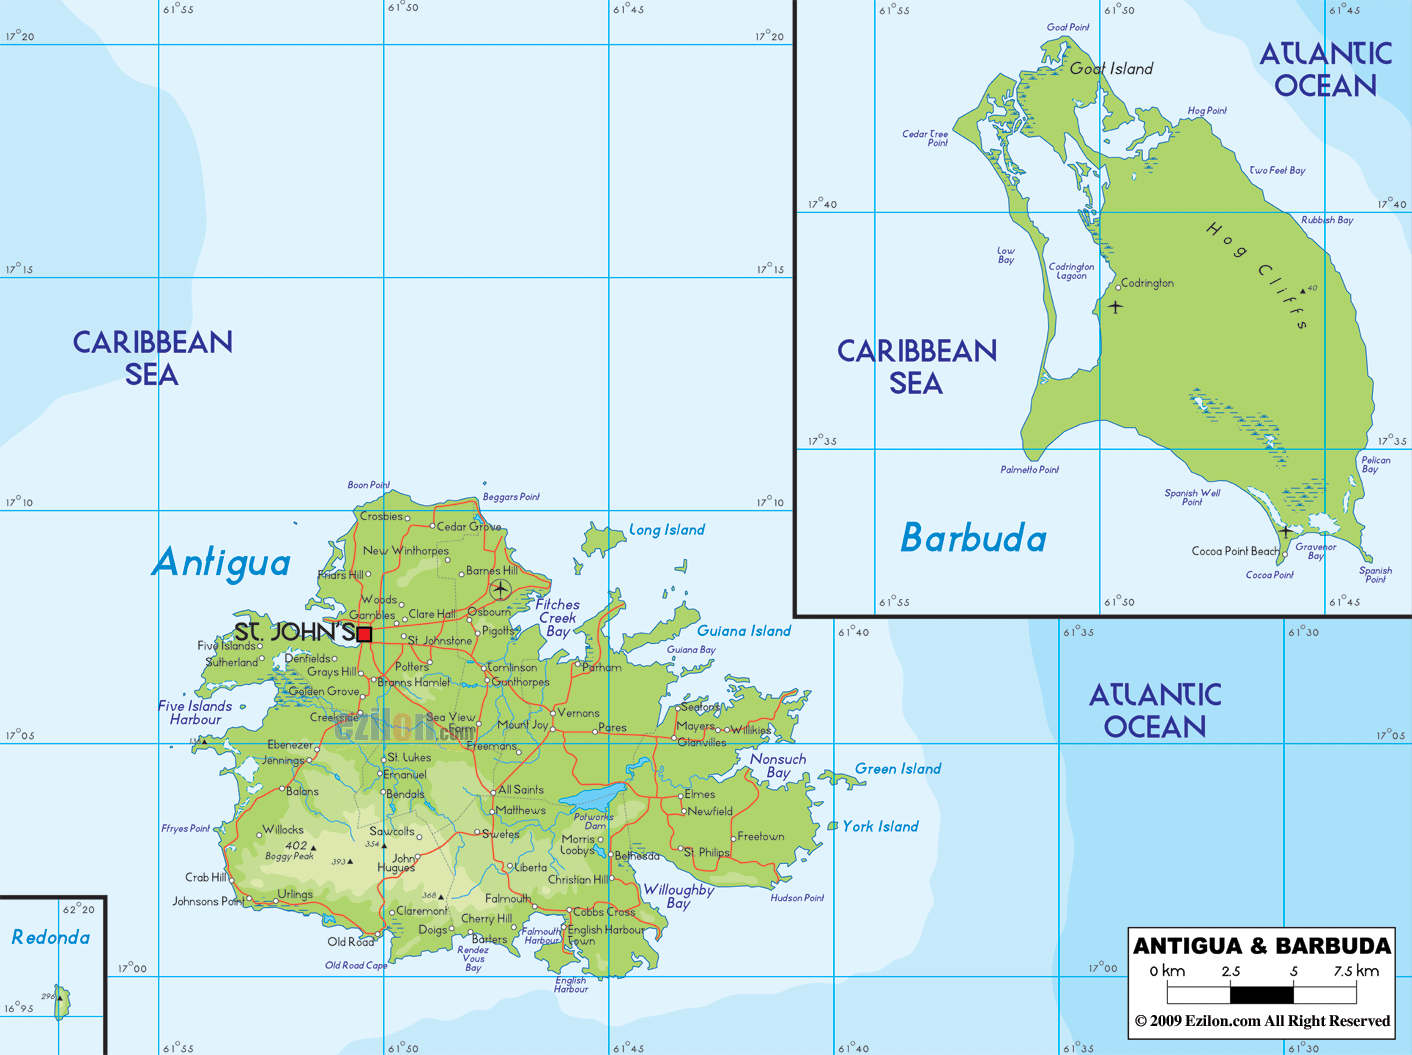 61°55
61°50
61°45
61°55
61°50
61°45
17°20
17°20
Goat Point
Goat Island
ATLANTIC
OCEAN
Hog Point
Cedar Tree
Point
Two Feet Bay
17°40
17°40
Rubbish Bay
Hog Cliffs
Low
Bay
Codrington
Lagoon
Codrington
40
17°15
17°15
CARIBBEAN
SEA
CARIBBEAN
SEA
17°35
17°35
Palmetto Point
Pelican
Bay
Spanish Well
Point
Barbuda
Cocoa Point Beach
Gravenor
Bay
Cocoa Point
Spanish
Point
61°55
61°50
61°45
Boon Point
Beggars Point
17°10
17°10
Crosbies
Cedar Grove
Long Island
Antigua
New Winthorpes
Friars Hill
Barnes Hill
Woods
Fitches
Creek
Bay
Gambles
Clare Hall
Osbourn
ST. JOHN'S
Pigotts
Guiana Island
61°40
61°35
61°30
St. Johnstone
Five Islands
Guiana Bay
Sutherland
Denfields
Potters
Tomlinson
Parham
Grays Hill
Branns Hamlet
Gunthorpes
Golden Grove
Five Islands
Harbour
Creekside
Sea View
Farm
Vernons
Seatons
ATLANTIC
OCEAN
ezilon.com
Mount Joy
Pares
Mayers
Willikies
Glanvilles
17°05
17°05
Ebenezer
Freemans
Jennings
St. Lukes
Nonsuch
Bay
Green Island
Emanuel
Balans
Bendals
All Saints
Elmes
Matthews
Newfield
Potworks
Dam
York Island
Ffryes Point
Willocks
Sawcolts
Swetes
Freetown
402
Boggy Peak
354
Morris
Loobys
Bethesda
St. Philips
393
John
Hugues
Liberta
Crab Hill
Christian Hill
Willoughby
Bay
Johnsons Point
Urlings
368
Falmouth
Hudson Point
Claremont
Cherry Hill
Cobbs Cross
Doigs
Barters
Falmouth
Harbour
English Harbour
Town
Old Road
Old Road Cape
Rendez
Vous
Bay
English
Harbour
17°00
17°00
62°20
Redonda
296
16°95
ANTIGUA & BARBUDA
0 km 2.5 5 7.5 km
© 2009 Ezilon.com All Right Reserved
61°55
61°50
61°45
61°40
61°35
61°30